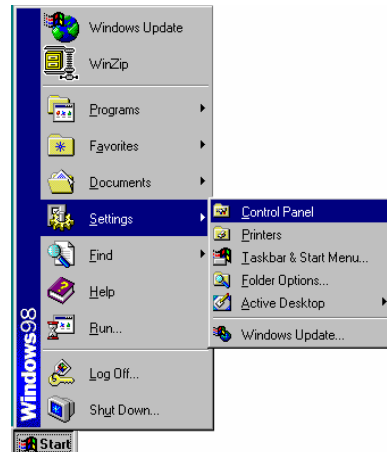 Windows Update
WinZip
Programs
Favorites
Documents
Settings
Find
Help
Run...
Log Off...
Shut Down...
Control Panel
Printers
Taskbar & Start Menu...
Folder Options...
Active Desktop
Windows Update...
Windows98
Start